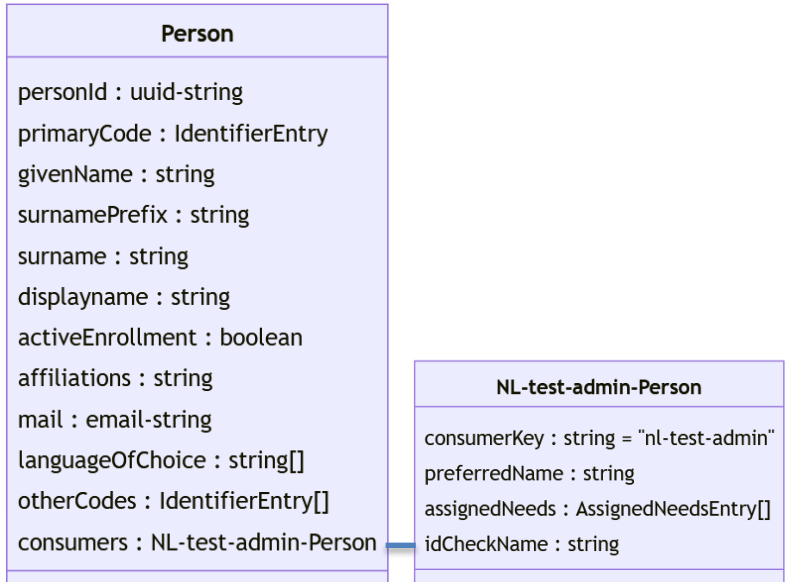 Person
personId : uuid-string
primaryCode : IdentifierEntry
givenName : string
surnamePrefix : string
surname : string
displayname : string
activeEnrollment : boolean
affiliations : string
mail : email-string
languageOfChoice : string[]
otherCodes : IdentifierEntry[]
consumers : NL-test-admin-Person
NL-test-admin-Person
consumerKey : string = "nl-test-admin"
preferredName : string
assignedNeeds : AssignedNeedsEntry[]
idCheckName : string